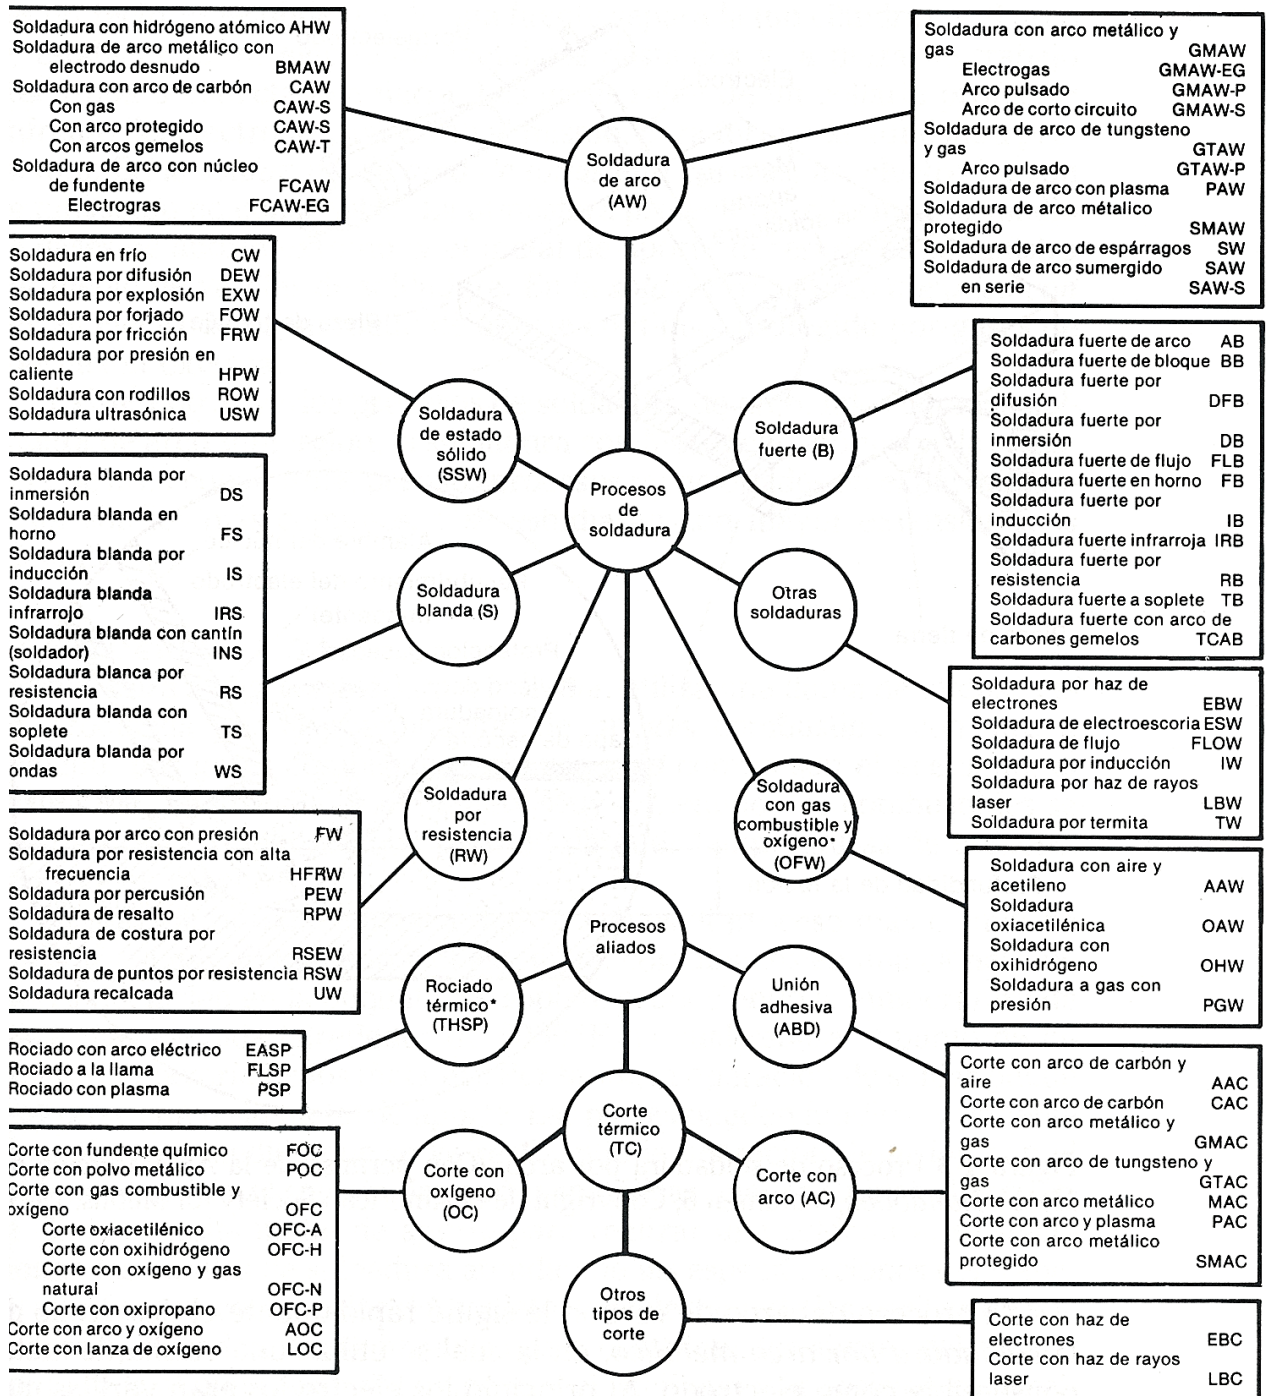 Soldadura con hidrógeno atómico AHW
Soldadura de arco metálico con
electrodo desnudo BMAW
Soldadura con arco de carbón CAW
Con gas CAW-S
Con arco protegido CAW-S
Con arcos gemelos CAW-T
Soldadura de arco con núcleo
de fundente FCAW
Electrogras FCAW-EG
Soldadura de arco (AW)
Soldadura con arco metálico y
gas GMAW
Electrogas GMAW-EG
Arco pulsado GMAW-P
Arco de corto circuito GMAW-S
Soldadura de arco de tungsteno
y gas GTAW
Arco pulsado GTAW-P
Soldadura de arco con plasma PAW
Soldadura de arco métalico
protegido SMAW
Soldadura de arco de espárragos SW
Soldadura de arco sumergido SAW
en serie SAW-S
Soldadura en frío CW
Soldadura por difusión DEW
Soldadura por explosión EXW
Soldadura por forjado FOW
Soldadura por fricción FRW
Soldadura por presión en
caliente HPW
Soldadura con rodillos ROW
Soldadura ultrasónica USW
Soldadura
de estado
sólido
(SSW)
Soldadura
fuerte (B)
Soldadura fuerte de arco AB
Soldadura fuerte de bloque BB
Soldadura fuerte por
difusión DFB
Soldadura fuerte por
inmersión DB
Soldadura fuerte de flujo FLB
Soldadura fuerte en horno FB
Soldadura fuerte por
inducción IB
Soldadura fuerte infrarroja IRB
Soldadura fuerte por
resistencia RB
Soldadura fuerte a soplete TB
Soldadura fuerte con arco de
carbones gemelos TCAB
Procesos
de
soldadura
Soldadura blanda por
inmersión DS
Soldadura blanda en
horno FS
Soldadura blanda por
inducción IS
Soldadura blanda
infrarrojo IRS
Soldadura blanda con cantín
(soldador) INS
Soldadura blanca por
resistencia RS
Soldadura blanda con
soplete TS
Soldadura blanda por
ondas WS
Soldadura
blanda (S)
Otras
soldaduras
Soldadura por haz de
electrones EBW
Soldadura de electroescoria ESW
Soldadura de flujo FLOW
Soldadura por inducción IW
Soldadura por haz de rayos
laser LBW
Soldadura por termita TW
Soldadura por arco con presión FW
Soldadura por resistencia con alta
frecuencia HFRW
Soldadura por percusión PEW
Soldadura de resalto RPW
Soldadura de costura por
resistencia RSEW
Soldadura de puntos por resistencia RSW
Soldadura recalcada UW
Soldadura
por
resistencia
(RW)
Soldadura
con gas
combustible y
oxígeno*
(OFW)
Soldadura con aire y
acetileno AAW
Soldadura
oxiacetilénica OAW
Soldadura con
oxihidrógeno OHW
Soldadura a gas con
presión PGW
Procesos
aliados
Rociado
térmico*
(THSP)
Unión
adhesiva
(ABD)
Rociado con arco eléctrico EASP
Rociado a la llama FLSP
Rociado con plasma PSP
Corte
térmico
(TC)
Corte con arco de carbón y
aire AAC
Corte con arco de carbón CAC
Corte con arco metálico y
gas GMAC
Corte con arco de tungsteno y
gas GTAC
Corte con arco metálico MAC
Corte con arco y plasma PAC
Corte con arco metálico
protegido SMAC
Corte con fundente químico FOC
Corte con polvo metálico POC
Corte con gas combustible y
oxígeno OFC
Corte oxiacetilénico OFC-A
Corte con oxihidrógeno OFC-H
Corte con oxígeno y gas
natural OFC-N
Corte con oxipropano OFC-P
Corte con arco y oxígeno AOC
Corte con lanza de oxígeno LOC
Corte con
oxígeno
(OC)
Corte con
arco (AC)
Otros
tipos de
corte
Corte con haz de
electrones EBC
Corte con haz de rayos
laser LBC